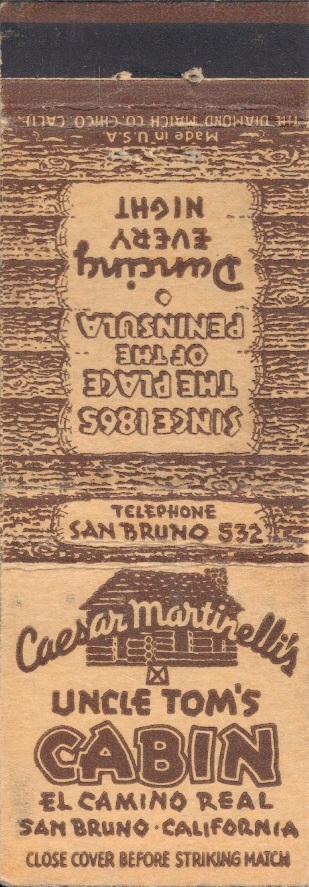 TELEPHONE
SAN BRUNO 532
Caesar Martinelli's
UNCLE TOM'S
CABIN
EL CAMINO REAL
SAN BRUNO · CALIFORNIA
CLOSE COVER BEFORE STRIKING MATCH
SINCE 1865
THE PLACE
OF THE
PENINSULA
Dancing
EVERY
NIGHT
Made in U.S.A
THE DIAMOND MATCH CO. CHICO CALIF.